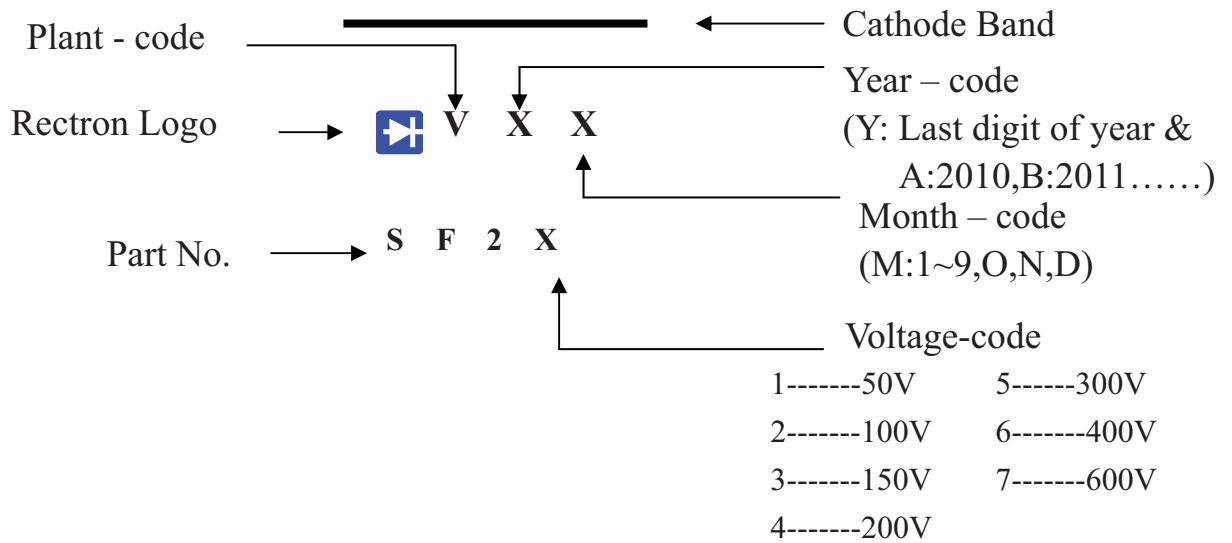 Plant - code
Cathode Band
Year – code
(Y: Last digit of year &
A:2010,B:2011……)
Rectron Logo
V X X
Month – code
(M:1~9,O,N,D)
Part No.
S F 2 X
Voltage-code
1-------50V 5------300V
2-------100V 6-------400V
3-------150V 7-------600V
4-------200V